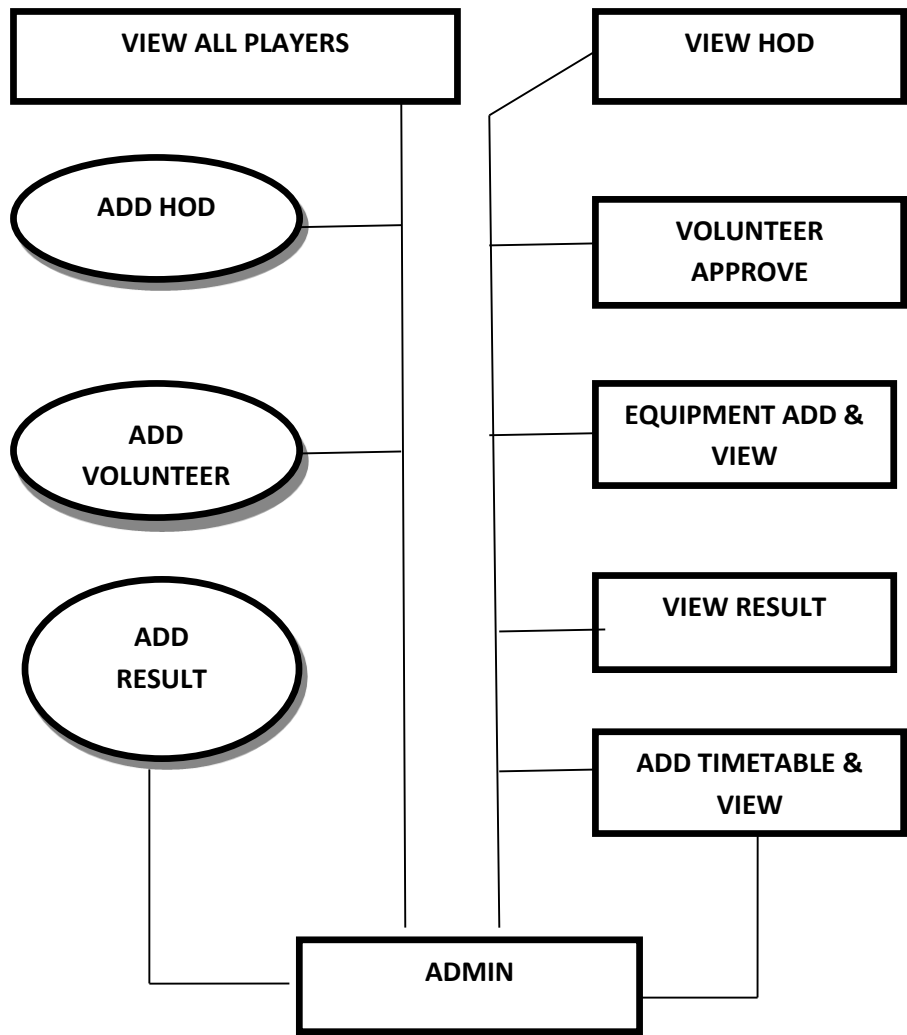 VIEW ALL PLAYERS
VIEW HOD
ADD HOD
VOLUNTEER
APPROVE
ADD
VOLUNTEER
EQUIPMENT ADD &
VIEW
ADD
RESULT
VIEW RESULT
ADD TIMETABLE &
VIEW
ADMIN